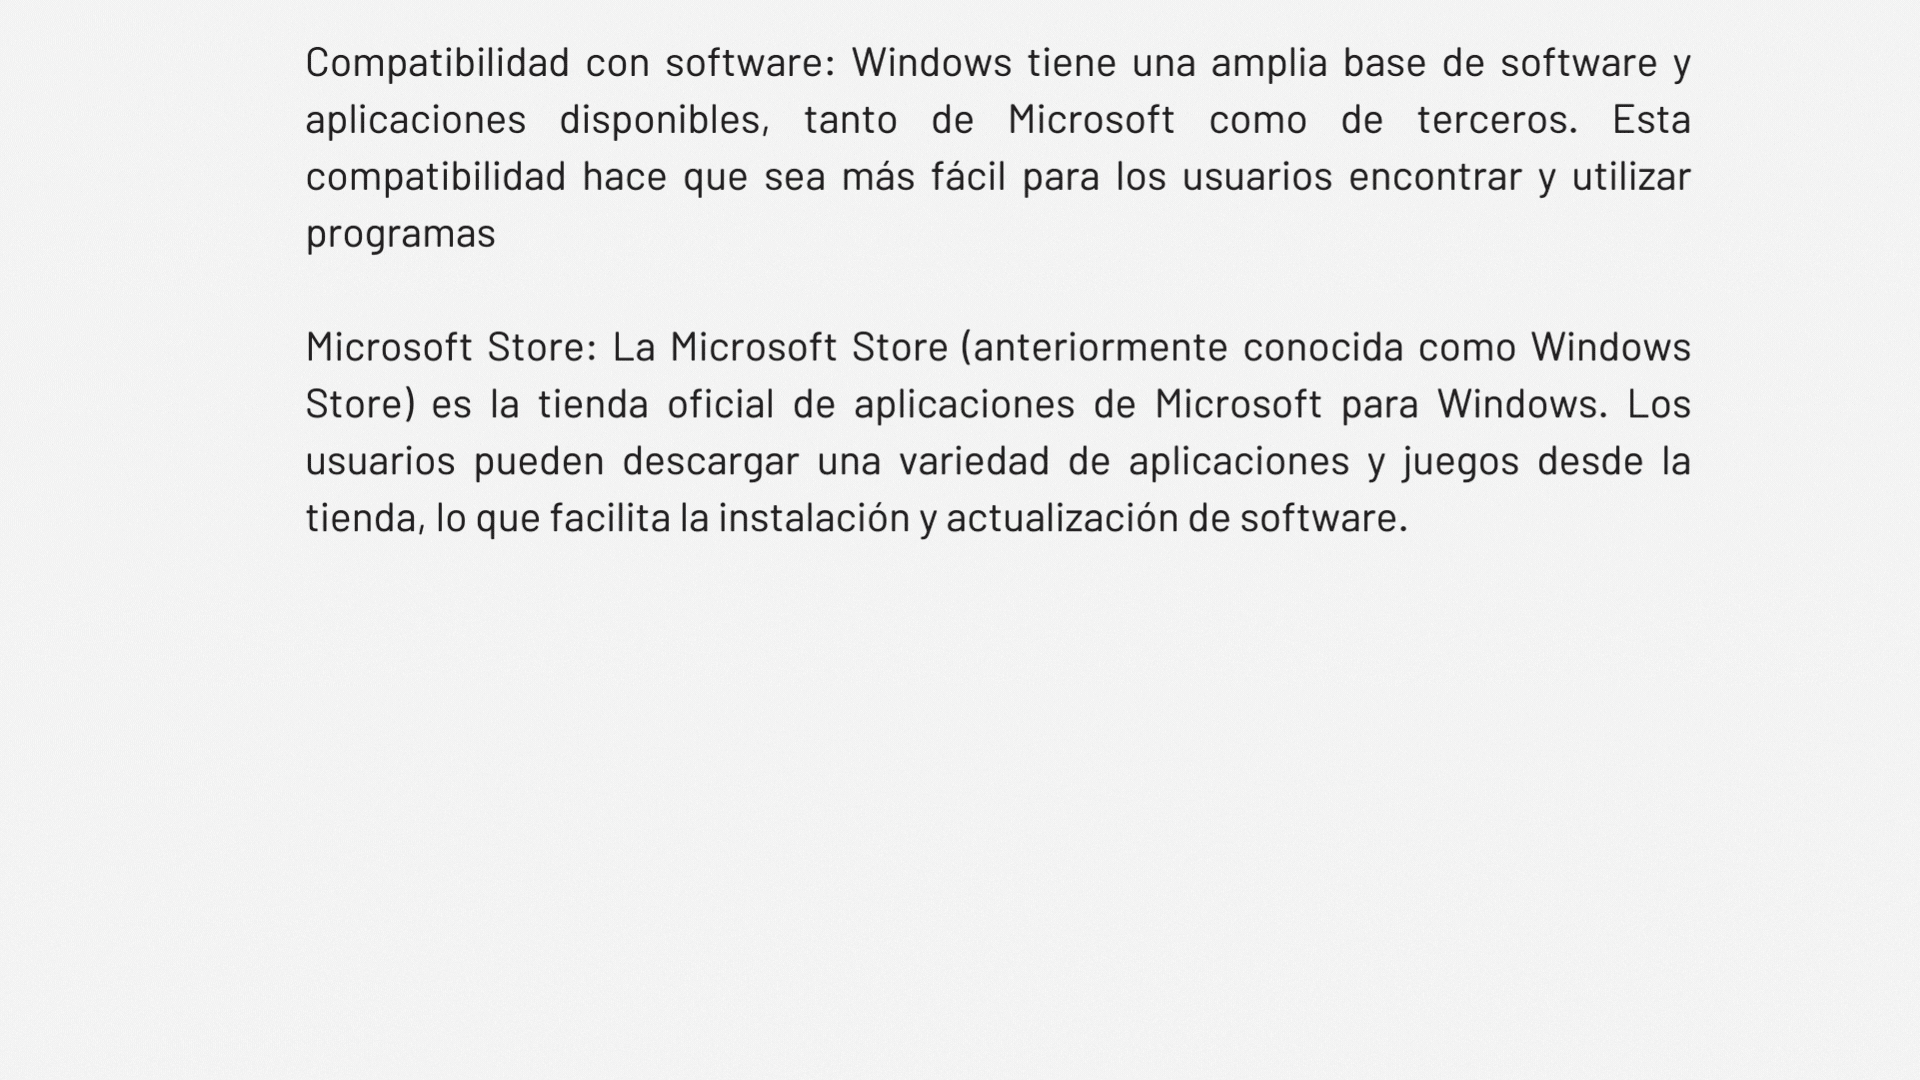 Compatibilidad con software: Windows tiene una amplia base de software y
aplicaciones disponibles, tanto de Microsoft como de terceros. Esta
compatibilidad hace que sea más fácil para los usuarios encontrar y utilizar
programas
Microsoft Store: La Microsoft Store (anteriormente conocida como Windows
Store) es la tienda oficial de aplicaciones de Microsoft para Windows. Los
usuarios pueden descargar una variedad de aplicaciones y juegos desde la
tienda, lo que facilita la instalación y actualización de software.